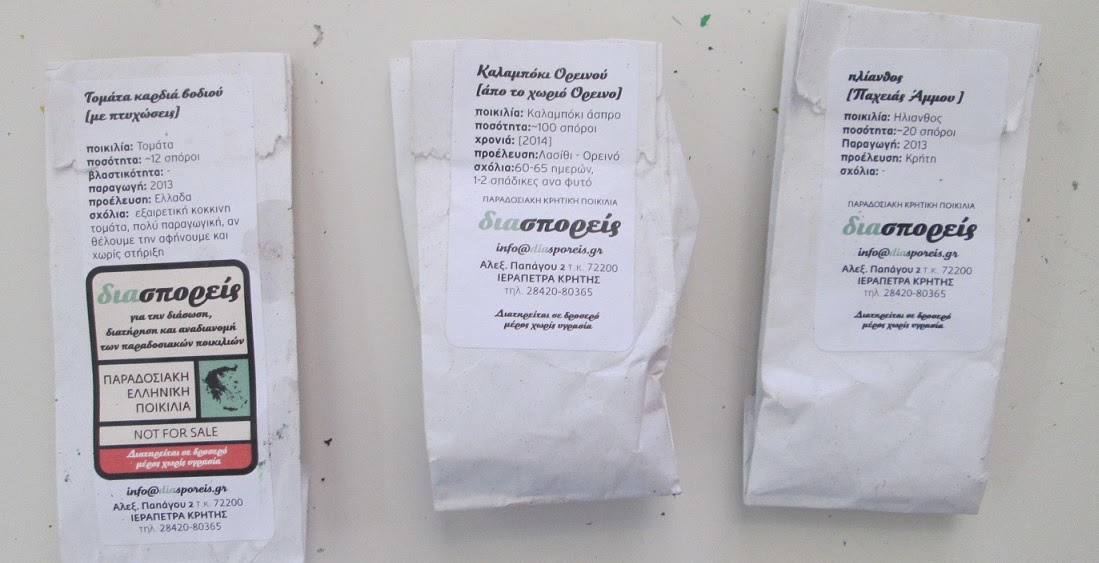 Τομάτα καρδιά βοδιού
[με πτυχώσεις]
ποικιλία: Τομάτα
ποσότητα: ~12 σπόροι
βλαστικότητα: -
παραγωγή: 2013
προέλευση: Ελλαδα
σχόλια: εξαιρετική κοκκινη
τομάτα, πολύ παραγωγική, αν
θέλουμε την αφήνουμε και
χωρίς στήριξη
διασπορείς
για την διάσωση,
διατήρηση και αναδιανομή
των παραδοσιακών ποικιλιών
ΠΑΡΑΔΟΣΙΑΚΗ
ΕΛΛΗΝΙΚΗ
ΠΟΙΚΙΛΙΑ
NOT FOR SALE
Διατηρείται σε δροσερό
μέρος χωρίς υγρασία
info@diasporeis.gr
Αλεξ. Παπάγου 2 τ.κ. 72200
ΙΕΡΑΠΕΤΡΑ ΚΡΗΤΗΣ
τηλ. 28420-80365
Καλαμπόκι Ορεινού
[άπο το χωριό Ορεινο]
ποικιλία: Καλαμπόκι άσπρο
ποσότητα:~100 σπόροι
χρονιά: [2014]
προέλευση:Λασίθι - Ορεινό
σχόλια:60-65 ημερών,
1-2 σπάδικες ανα φυτό
ΠΑΡΑΔΟΣΙΑΚΗ ΚΡΗΤΙΚΗ ΠΟΙΚΙΛΙΑ
διασπορείς
info@diasporeis.gr
Αλεξ. Παπάγου 2 τ.κ. 72200
ΙΕΡΑΠΕΤΡΑ ΚΡΗΤΗΣ
τηλ. 28420-80365
Διατηρείται σε δροσερό
μέρος χωρίς υγρασία
ηλίανθος
[Παχειάς Άμμου ]
ποικιλία: Ηλιανθος
ποσότητα:~20 σπόροι
Παραγωγή: 2013
προέλευση: Κρήτη
σχόλια: -
ΠΑΡΑΔΟΣΙΑΚΗ ΚΡΗΤΙΚΗ ΠΟΙΚΙΛΙΑ
διασπορείς
info@diasporeis.gr
Αλεξ. Παπάγου 2 τ.κ. 72200
ΙΕΡΑΠΕΤΡΑ ΚΡΗΤΗΣ
τηλ. 28420-80365
Διατηρείται σε δροσερό
μέρος χωρίς υγρασία